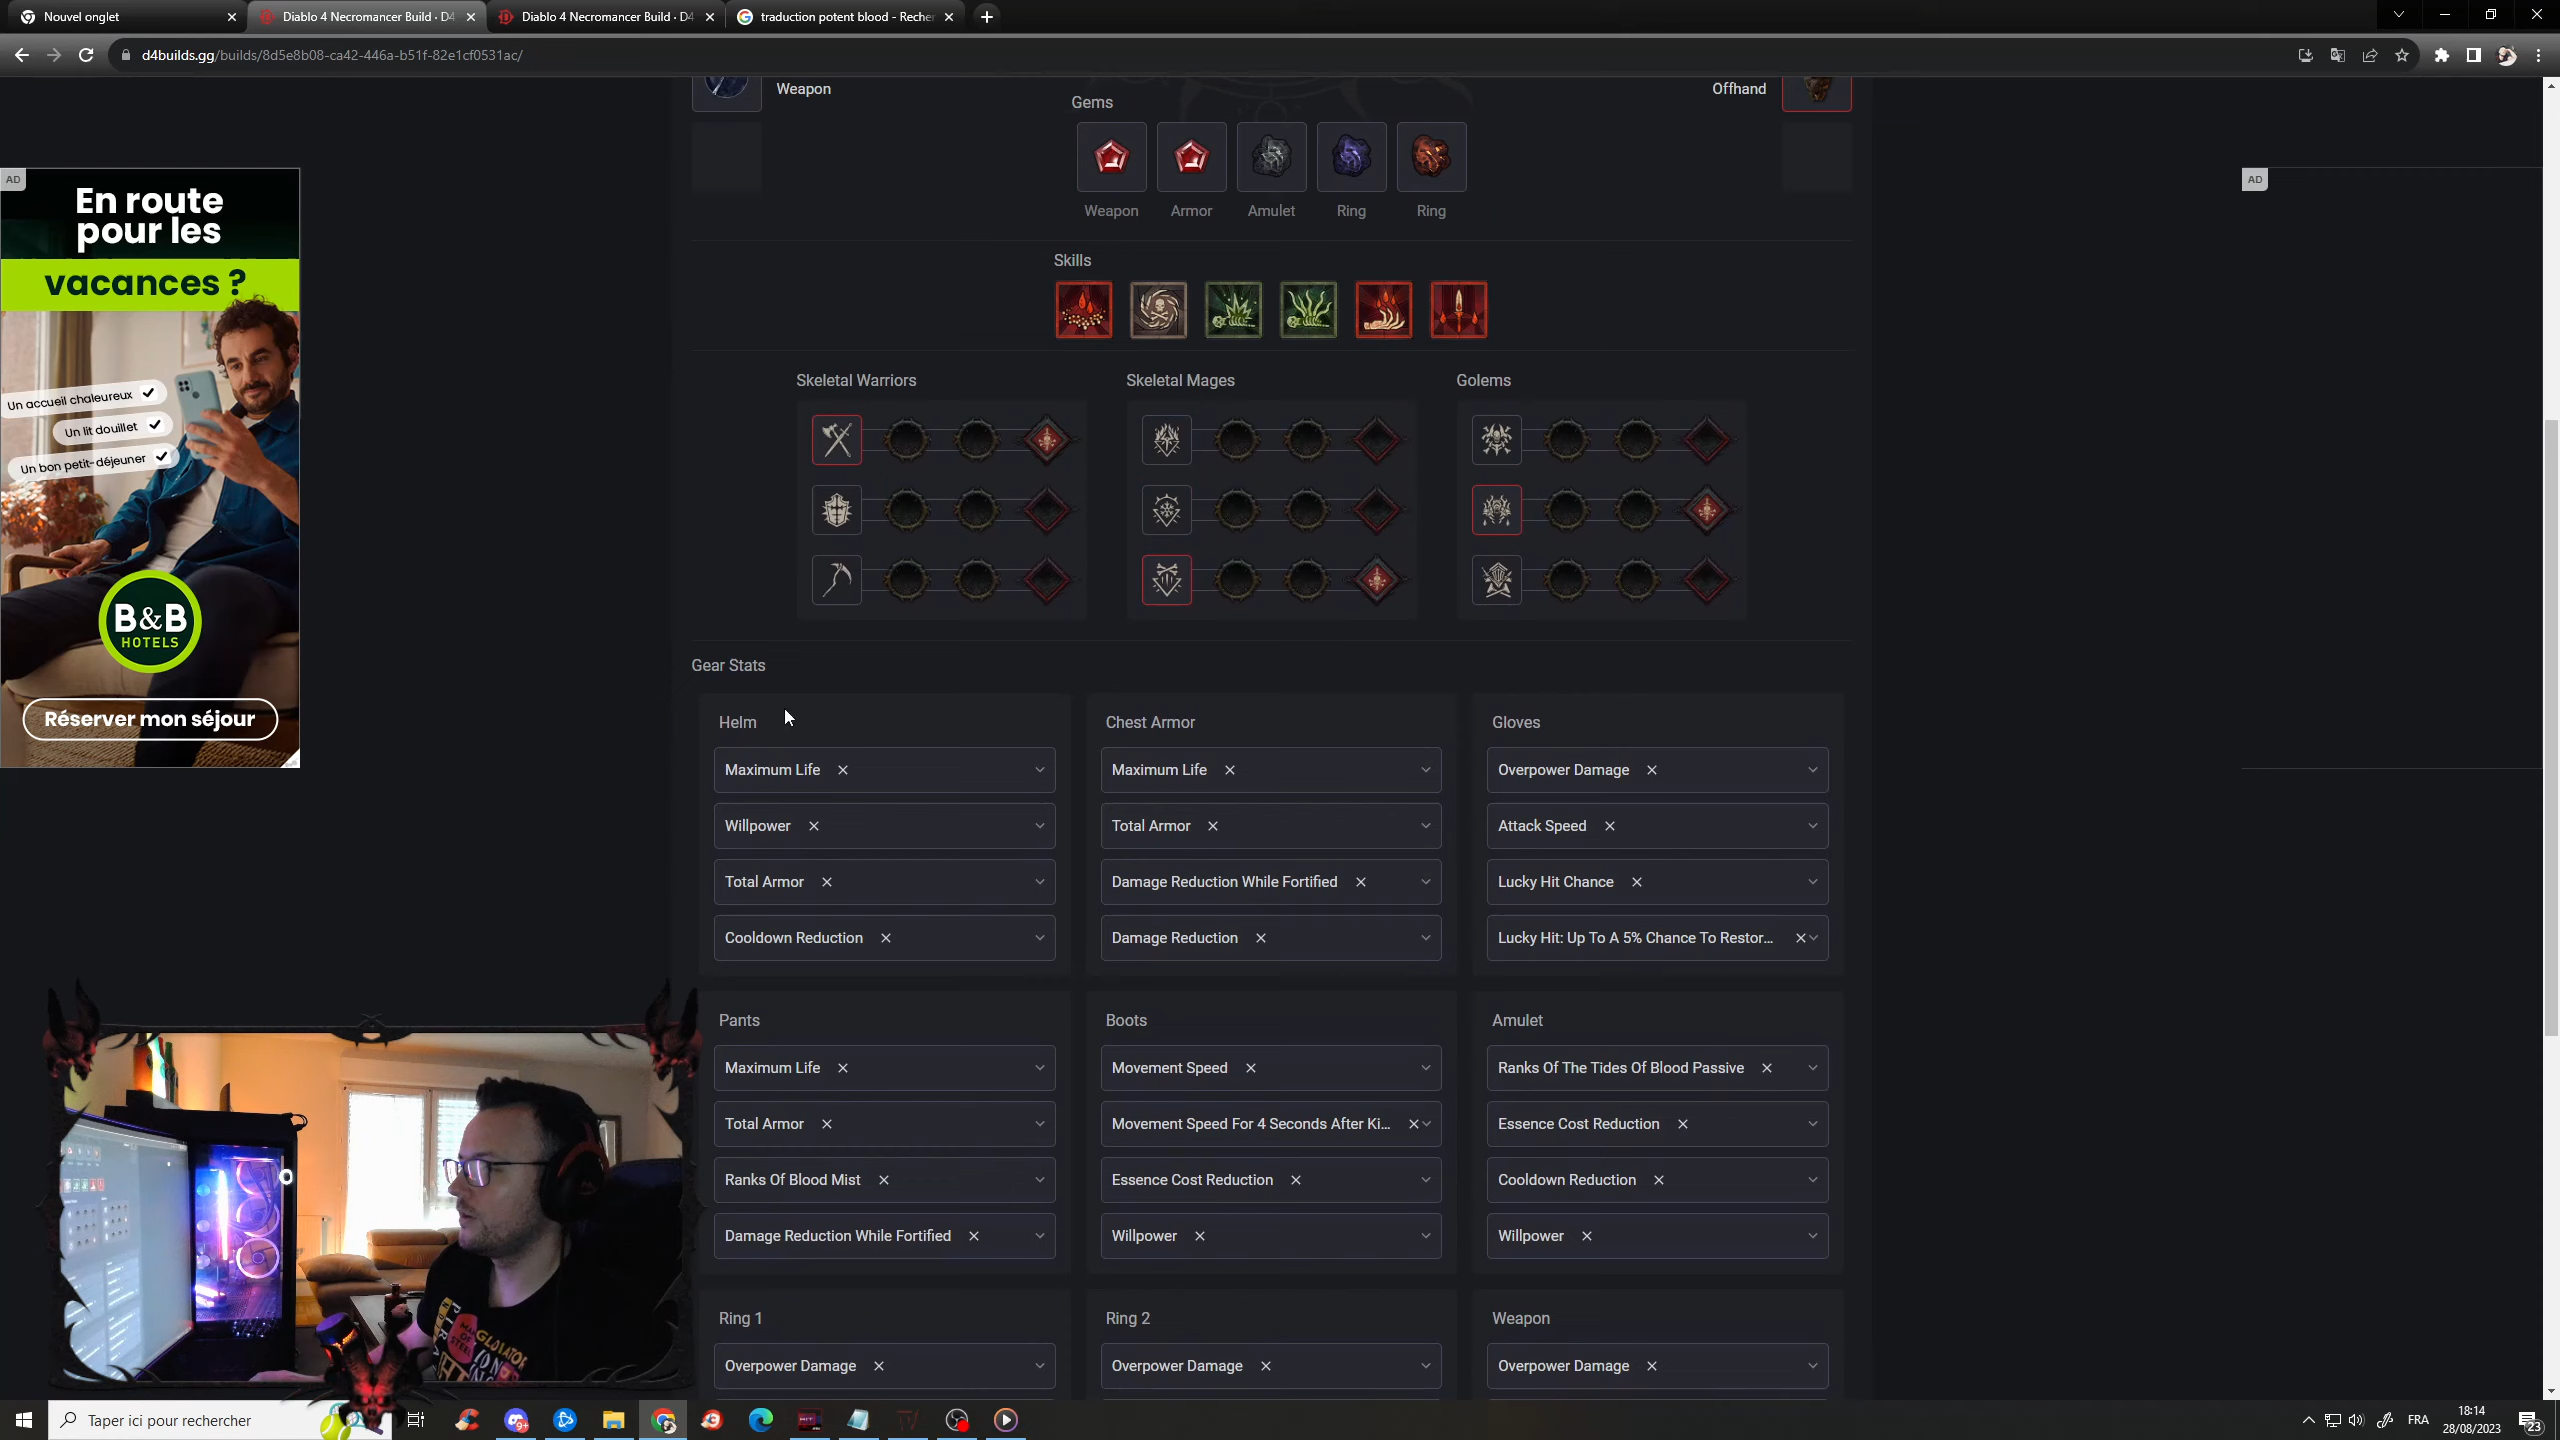 Nouvel onglet
Diablo 4 Necromancer Build · D4
Diablo 4 Necromancer Build · D4
traduction potent blood - Recher
d4builds.gg/builds/8d5e8b08-ca42-446a-b51f-82e1cf0531ac/
Weapon
Offhand
Gems
Weapon
Armor
Amulet
Ring
Ring
AD
En route
pour les
vacances ?
Un accueil chaleureux
Un lit douillet
Un bon petit-déjeuner
B&B
HOTELS
Réserver mon séjour
AD
Skills
Skeletal Warriors
Skeletal Mages
Golems
Gear Stats
Helm
Chest Armor
Gloves
Maximum Life
Maximum Life
Overpower Damage
Willpower
Total Armor
Attack Speed
Total Armor
Damage Reduction While Fortified
Lucky Hit Chance
Cooldown Reduction
Damage Reduction
Lucky Hit: Up To A 5% Chance To Restor...
Pants
Boots
Amulet
Maximum Life
Movement Speed
Ranks Of The Tides Of Blood Passive
Total Armor
Movement Speed For 4 Seconds After Ki...
Essence Cost Reduction
Ranks Of Blood Mist
Essence Cost Reduction
Cooldown Reduction
Damage Reduction While Fortified
Willpower
Willpower
Ring 1
Ring 2
Weapon
Overpower Damage
Overpower Damage
Overpower Damage
Taper ici pour rechercher
FRA
18:14
28/08/2023
23